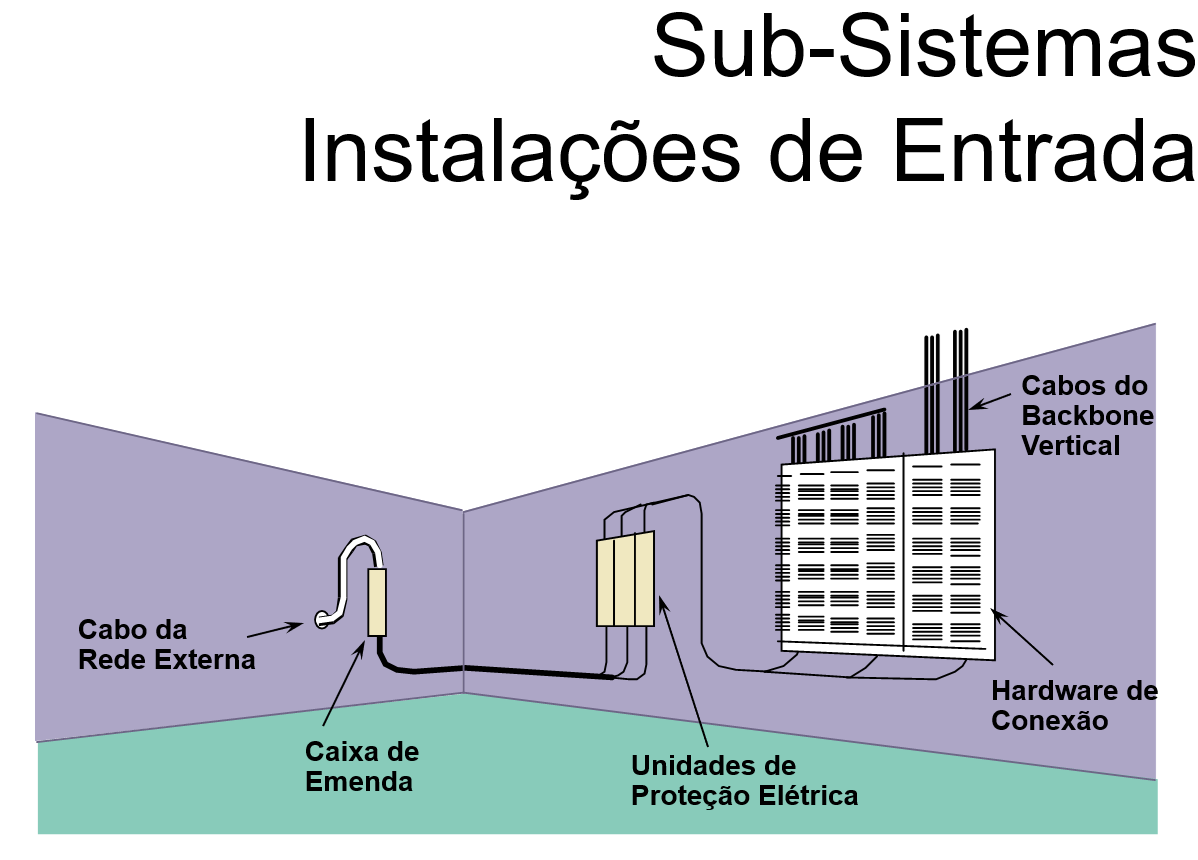 Sub-Sistemas
Instalações de Entrada
Cabos do
Backbone
Vertical
Cabo da
Rede Externa
Hardware de
Conexão
Caixa de
Emenda
Unidades de
Proteção Elétrica